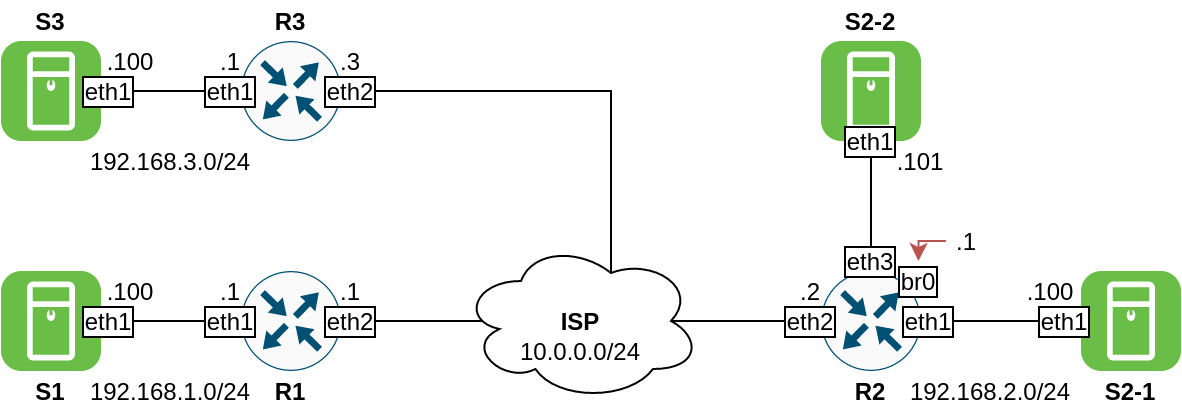 S3
R3
S2-2
.100
.1
.3
eth1
eth1
eth2
eth1
192.168.3.0/24
.101
.1
eth3
br0
.100
.1
.1
.2
.100
eth1
eth1
eth2
ISP
eth2
eth1
eth1
10.0.0.0/24
S1
192.168.1.0/24
R1
R2
192.168.2.0/24
S2-1